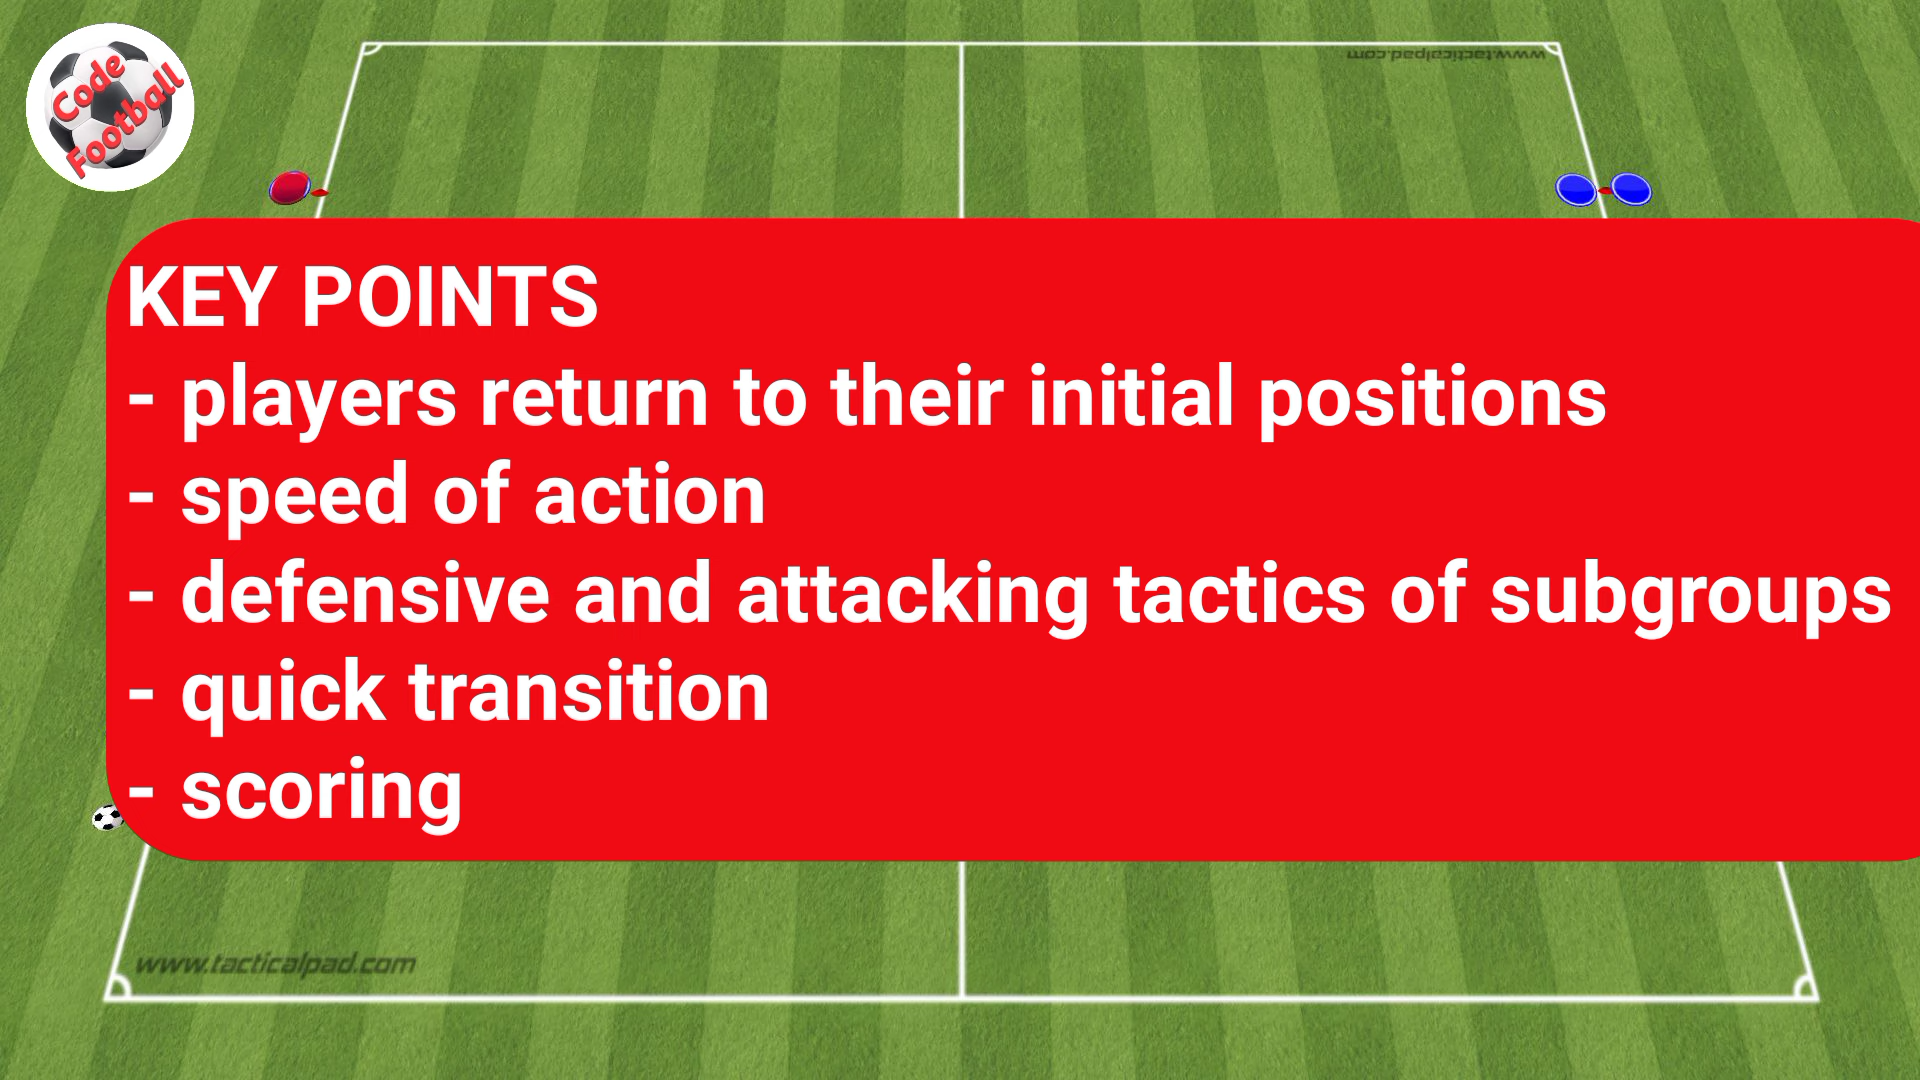 Code
Football
www.tacticalpad.com
KEY POINTS
- players return to their initial positions
- speed of action
- defensive and attacking tactics of subgroups
- quick transition
- scoring
www.tacticalpad.com